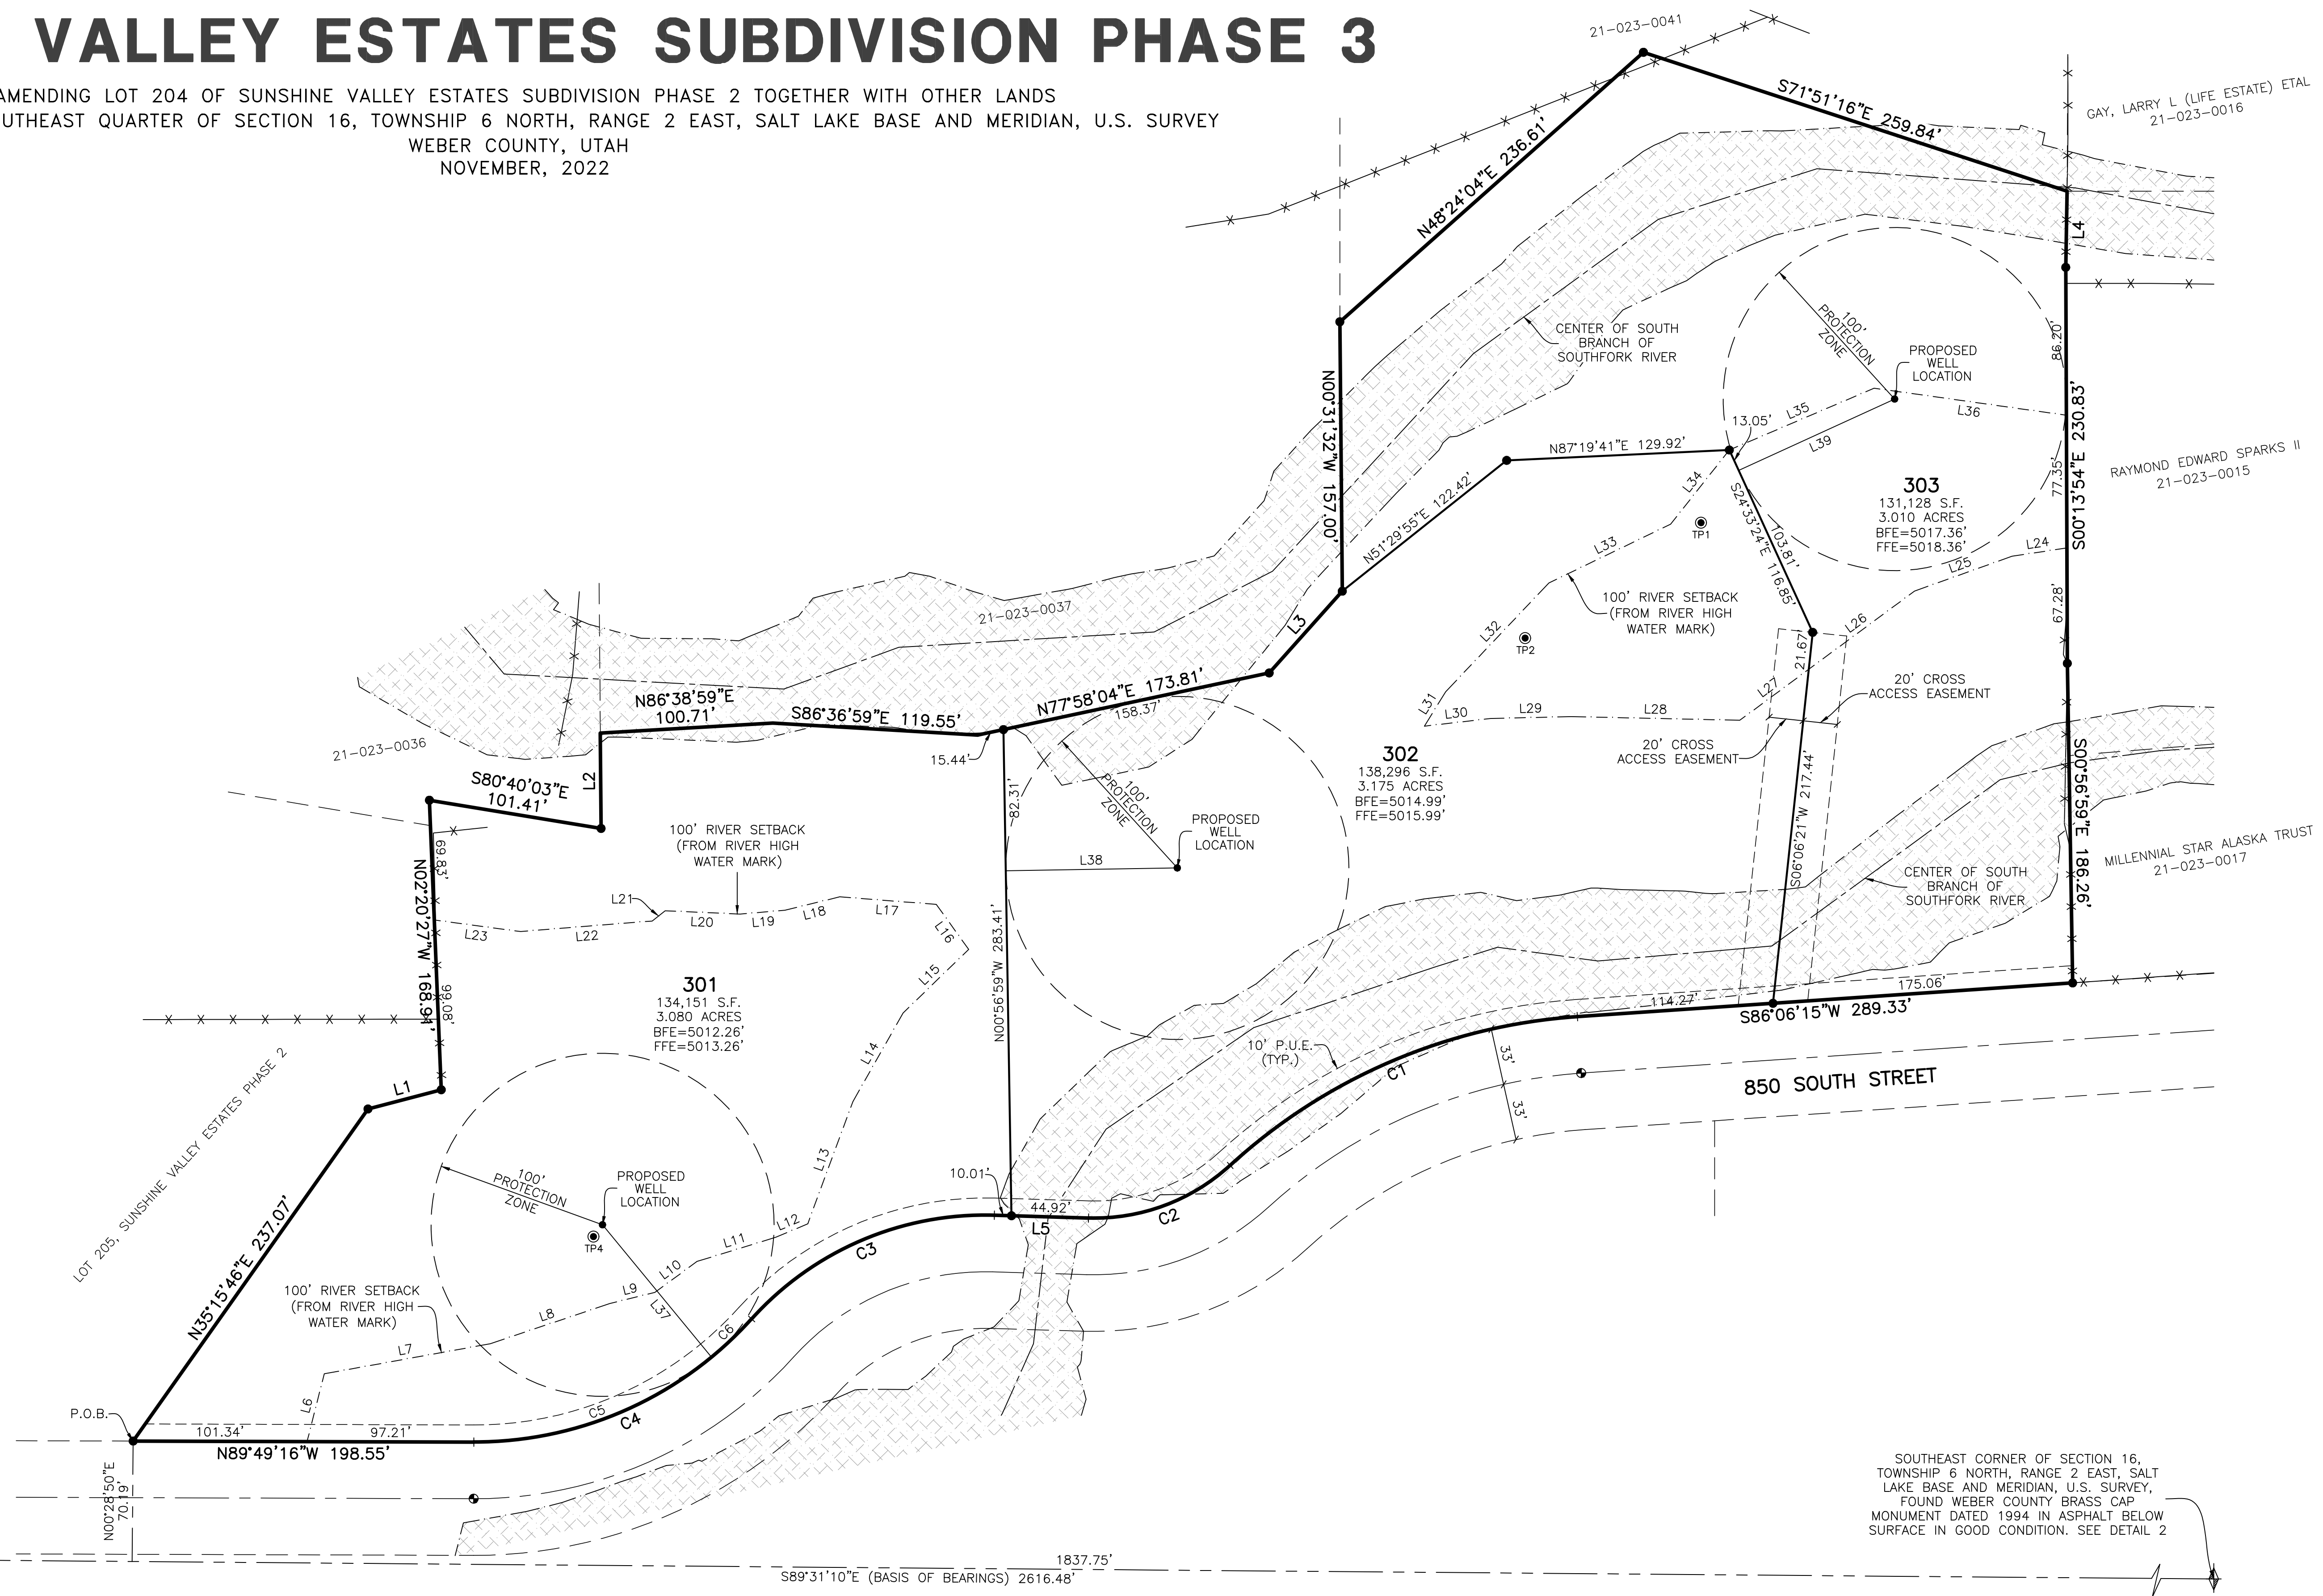 VALLEY ESTATES SUBDIVISION PHASE 3
AMENDING LOT 204 OF SUNSHINE VALLEY ESTATES SUBDIVISION PHASE 2 TOGETHER WITH OTHER LANDS
QUARTER OF SECTION 16, TOWNSHIP 6 NORTH, RANGE 2 EAST, SALT LAKE BASE AND MERIDIAN, U.S. SURVEY
WEBER COUNTY, UTAH
NOVEMBER, 2022
21-023-0041
S71°51'16"E 259.84'
GAY, LARRY L (LIFE ESTATE) ETAL
21-023-0016
N48°24'04"E 236.61'
L4
CENTER OF SOUTH
BRANCH OF
SOUTHFORK RIVER
100'
PROTECTION
ZONE
PROPOSED
WELL
LOCATION
86.20'
N00°31'32"W 157.00'
L35
L36
L39
13.05'
N87°19'41"E 129.92'
S00°13'54"E 230.83'
77.35'
RAYMOND EDWARD SPARKS II
21-023-0015
N51°29'55"E 122.42'
L34
S24°33'24"E 116.85'
103.81'
303
131,128 S.F.
3.010 ACRES
BFE=5017.36'
FFE=5018.36'
TP1
L33
L24
L25
100' RIVER SETBACK
(FROM RIVER HIGH
WATER MARK)
67.28'
21-023-0037
L3
L32
TP2
L26
21.67'
L27
20' CROSS
ACCESS EASEMENT
N86°38'59"E
100.71'
S86°36'59"E 119.55'
N77°58'04"E 173.81'
158.37'
15.44'
L31
L30
L29
L28
20' CROSS
ACCESS EASEMENT
21-023-0036
S80°40'03"E
101.41'
L2
82.31'
100'
PROTECTION
ZONE
302
138,296 S.F.
3.175 ACRES
BFE=5014.99'
FFE=5015.99'
S06°06'21"W 217.44'
S00°56'59"E 186.26'
MILLENNIAL STAR ALASKA TRUST
21-023-0017
100' RIVER SETBACK
(FROM RIVER HIGH
WATER MARK)
PROPOSED
WELL
LOCATION
L38
69.83'
N02°20'27"W 168.91'
99.08'
L21
L23
L22
L20
L19
L18
L17
L16
L15
CENTER OF SOUTH
BRANCH OF
SOUTHFORK RIVER
N00°56'59"W 283.41'
301
134,151 S.F.
3.080 ACRES
BFE=5012.26'
FFE=5013.26'
114.27'
175.06'
S86°06'15"W 289.33'
L14
10' P.U.E.
(TYP.)
C1
33'
33'
850 SOUTH STREET
L1
LOT 205, SUNSHINE VALLEY ESTATES PHASE 2
L13
10.01'
44.92'
L5
C2
100'
PROTECTION
ZONE
PROPOSED
WELL
LOCATION
TP4
L12
L11
C3
N35°15'46"E 237.07'
L10
L9
L37
100' RIVER SETBACK
(FROM RIVER HIGH
WATER MARK)
L8
L7
C6
L6
C5
C4
P.O.B.
101.34'
97.21'
N89°49'16"W 198.55'
N00°28'50"E
70.19'
SOUTHEAST CORNER OF SECTION 16,
TOWNSHIP 6 NORTH, RANGE 2 EAST, SALT
LAKE BASE AND MERIDIAN, U.S. SURVEY,
FOUND WEBER COUNTY BRASS CAP
MONUMENT DATED 1994 IN ASPHALT BELOW
SURFACE IN GOOD CONDITION. SEE DETAIL 2
1837.75'
S89°31'10"E (BASIS OF BEARINGS) 2616.48'